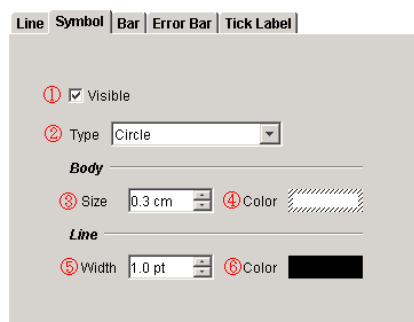 Line Symbol Bar Error Bar Tick Label
① Visible
② Type Circle
Body
③ Size 0.3 cm ④ Color
Line
⑤ Width 1.0 pt ⑥ Color